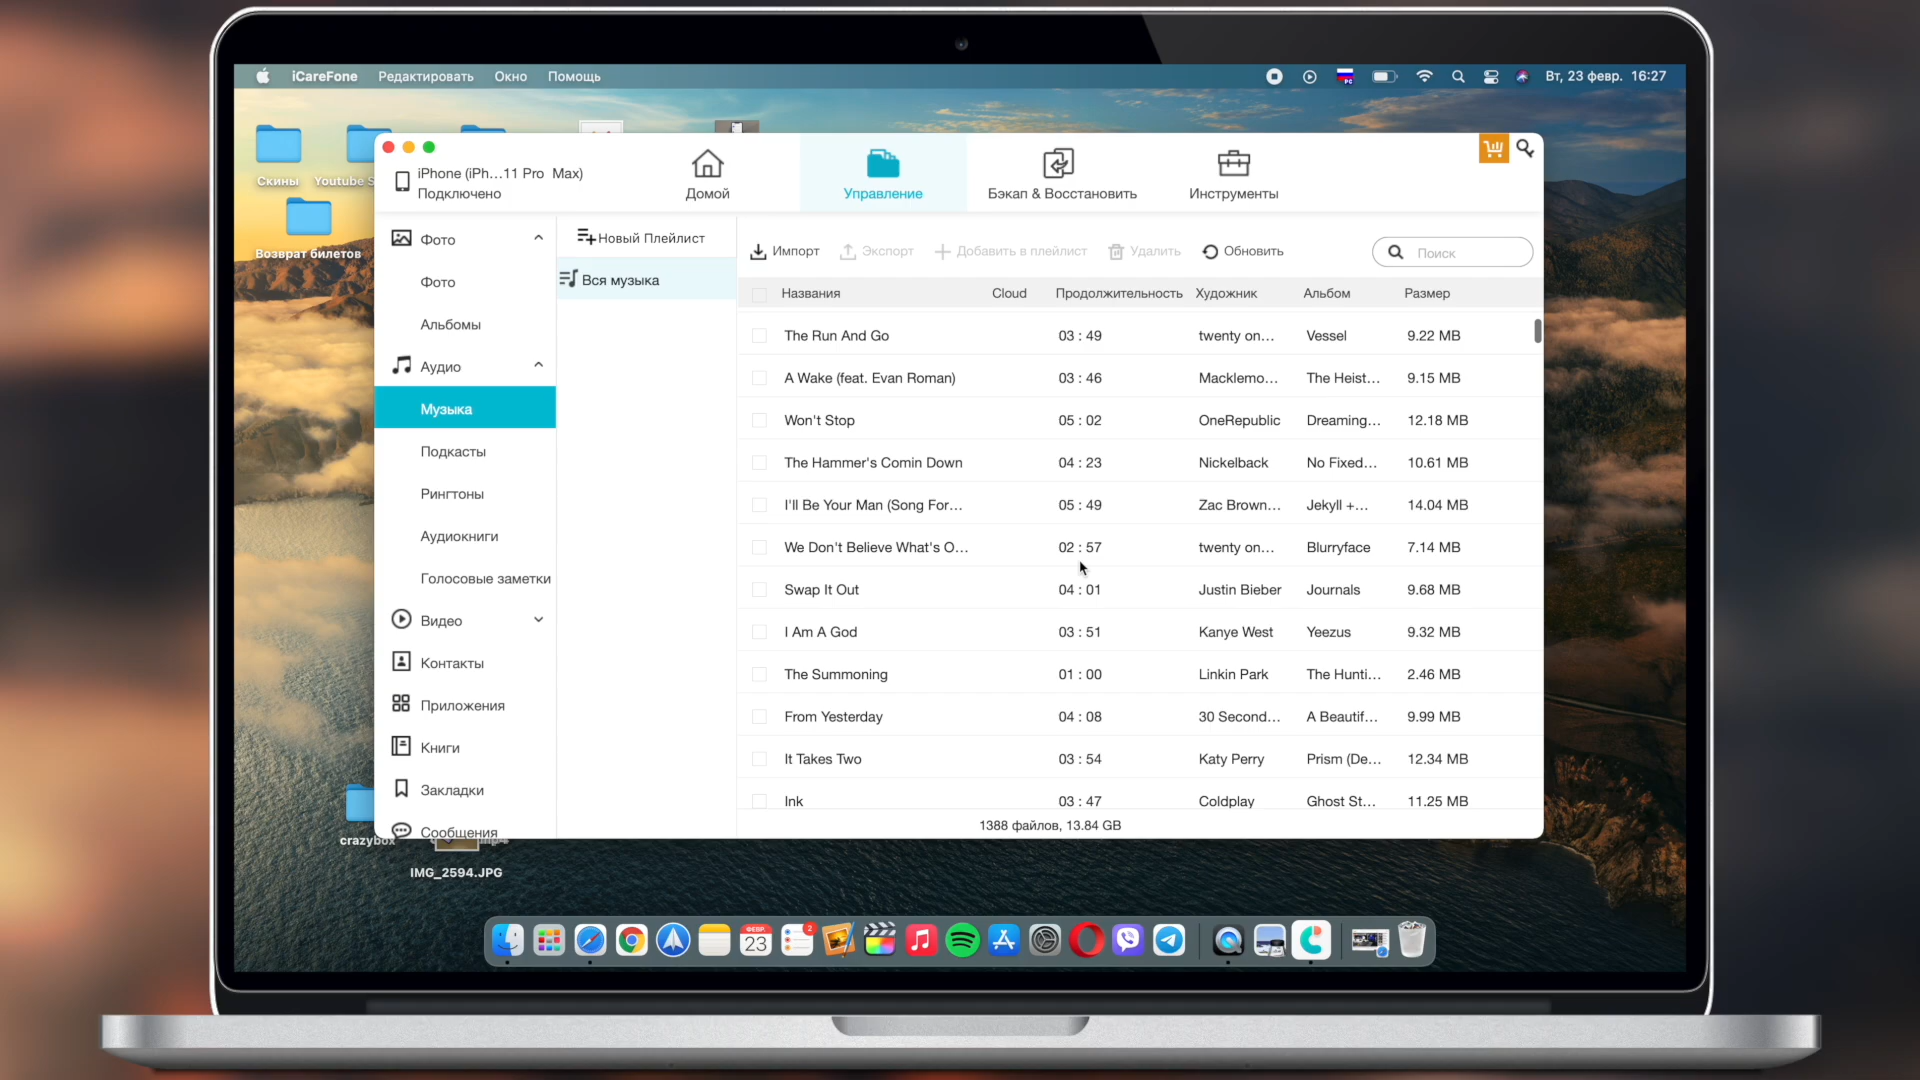 iCareFone Редактировать Окно Помощь
Вт, 23 февр. 16:27
Скины
Возврат билетов
crazybox
IMG_2594.JPG
iPhone (iPh...11 Pro Max)
Подключено
Домой
Управление
Бэкап & Восстановить
Инструменты
Фото
Фото
Альбомы
Аудио
Музыка
Подкасты
Рингтоны
Аудиокниги
Голосовые заметки
Видео
Контакты
Приложения
Книги
Закладки
Сообщения
Новый Плейлист
Вся музыка
Импорт Экспорт Добавить в плейлист Удалить Обновить Поиск
Названия Cloud Продолжительность Художник Альбом Размер
The Run And Go 03 : 49 twenty on... Vessel 9.22 MB
A Wake (feat. Evan Roman) 03 : 46 Macklemo... The Heist... 9.15 MB
Won't Stop 05 : 02 OneRepublic Dreaming... 12.18 MB
The Hammer's Comin Down 04 : 23 Nickelback No Fixed... 10.61 MB
I'll Be Your Man (Song For... 05 : 49 Zac Brown... Jekyll +... 14.04 MB
We Don't Believe What's O... 02 : 57 twenty on... Blurryface 7.14 MB
Swap It Out 04 : 01 Justin Bieber Journals 9.68 MB
I Am A God 03 : 51 Kanye West Yeezus 9.32 MB
The Summoning 01 : 00 Linkin Park The Hunti... 2.46 MB
From Yesterday 04 : 08 30 Second... A Beautif... 9.99 MB
It Takes Two 03 : 54 Katy Perry Prism (De... 12.34 MB
Ink 03 : 47 Coldplay Ghost St... 11.25 MB
1388 файлов, 13.84 GB
ФЕВР.
23
2